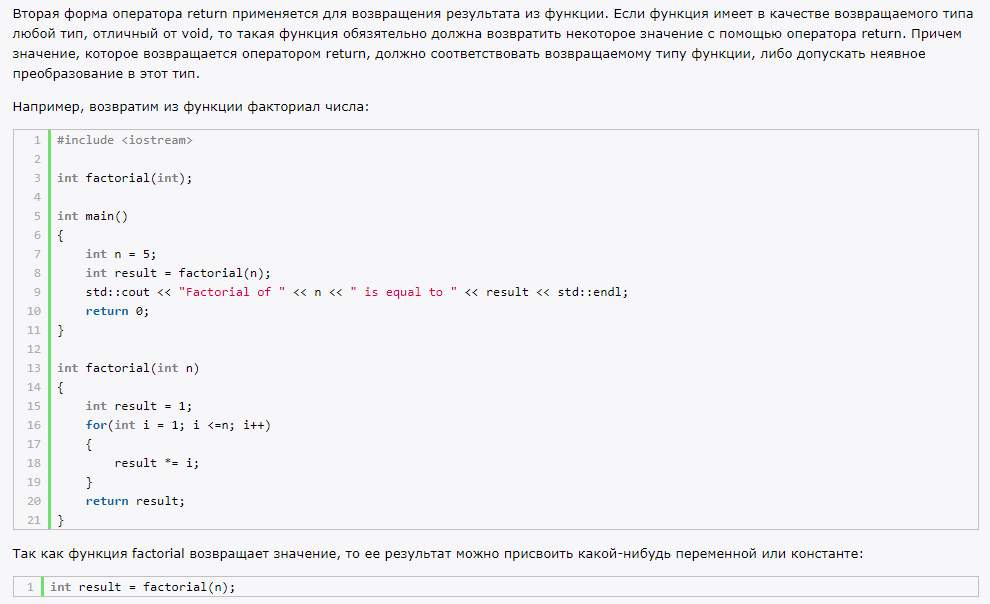 Вторая форма оператора return применяется для возвращения результата из функции. Если функция имеет в качестве возвращаемого типа
любой тип, отличный от void, то такая функция обязательно должна возвратить некоторое значение с помощью оператора return. Причем
значение, которое возвращается оператором return, должно соответствовать возвращаемому типу функции, либо допускать неявное
преобразование в этот тип.
Например, возвратим из функции факториал числа:
1 #include <iostream>
2
3 int factorial(int);
4
5 int main()
6 {
7     int n = 5;
8     int result = factorial(n);
9     std::cout << "Factorial of " << n << " is equal to " << result << std::endl;
10     return 0;
11 }
12
13 int factorial(int n)
14 {
15     int result = 1;
16     for(int i = 1; i <=n; i++)
17     {
18         result *= i;
19     }
20     return result;
21 }
Так как функция factorial возвращает значение, то ее результат можно присвоить какой-нибудь переменной или константе:
1 int result = factorial(n);